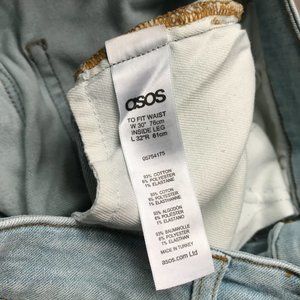 asos
TO FIT WAIST
W 30" 76cm
INSIDE LEG
L 32"R 81cm
05754175
93% COTTON
6% POLYESTER
1% ELASTANE
93% COTON
6% POLYESTER
1% ELASTHANNE
93% ALGODÓN
6% POLIÉSTER
1% ELASTANO
93% BAUMWOLLE
6% POLYESTER
1% ELASTHAN
MADE IN TURKEY
asos.com Ltd